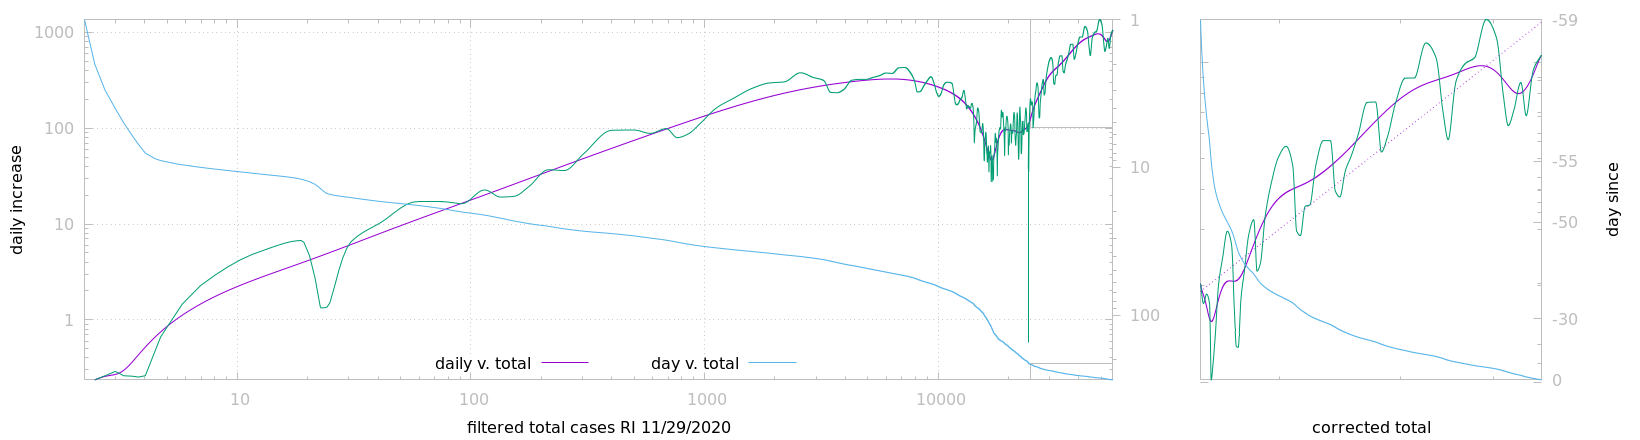 1000
100
10
1
daily increase
daily v. total
day v. total
10
100
1000
10000
filtered total cases RI 11/29/2020
1
10
100
-59
-55
-50
-30
0
day since
corrected total